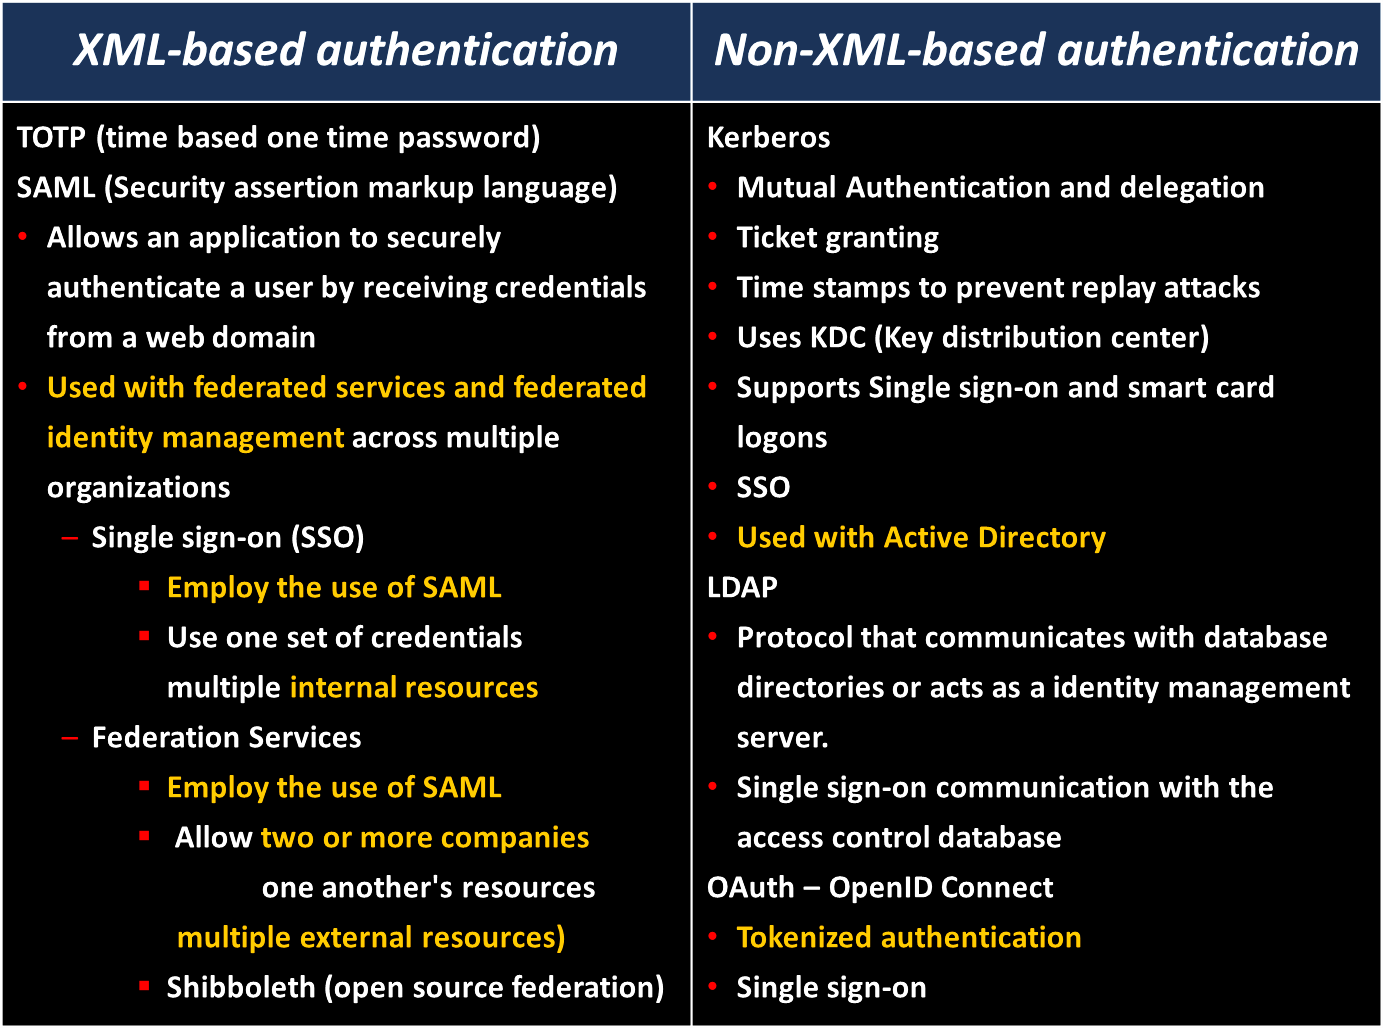 XML-based authentication
Non-XML-based authentication
TOTP (time based one time password)
SAML (Security assertion markup language)
• Allows an application to securely
authenticate a user by receiving credentials
from a web domain
• Used with federated services and federated
identity management across multiple
organizations
– Single sign-on (SSO)
▪ Employ the use of SAML
▪ Use one set of credentials
multiple internal resources
– Federation Services
▪ Employ the use of SAML
▪ Allow two or more companies
one another's resources
multiple external resources)
▪ Shibboleth (open source federation)
Kerberos
• Mutual Authentication and delegation
• Ticket granting
• Time stamps to prevent replay attacks
• Uses KDC (Key distribution center)
• Supports Single sign-on and smart card
logons
• SSO
• Used with Active Directory
LDAP
• Protocol that communicates with database
directories or acts as a identity management
server.
• Single sign-on communication with the
access control database
OAuth – OpenID Connect
• Tokenized authentication
• Single sign-on